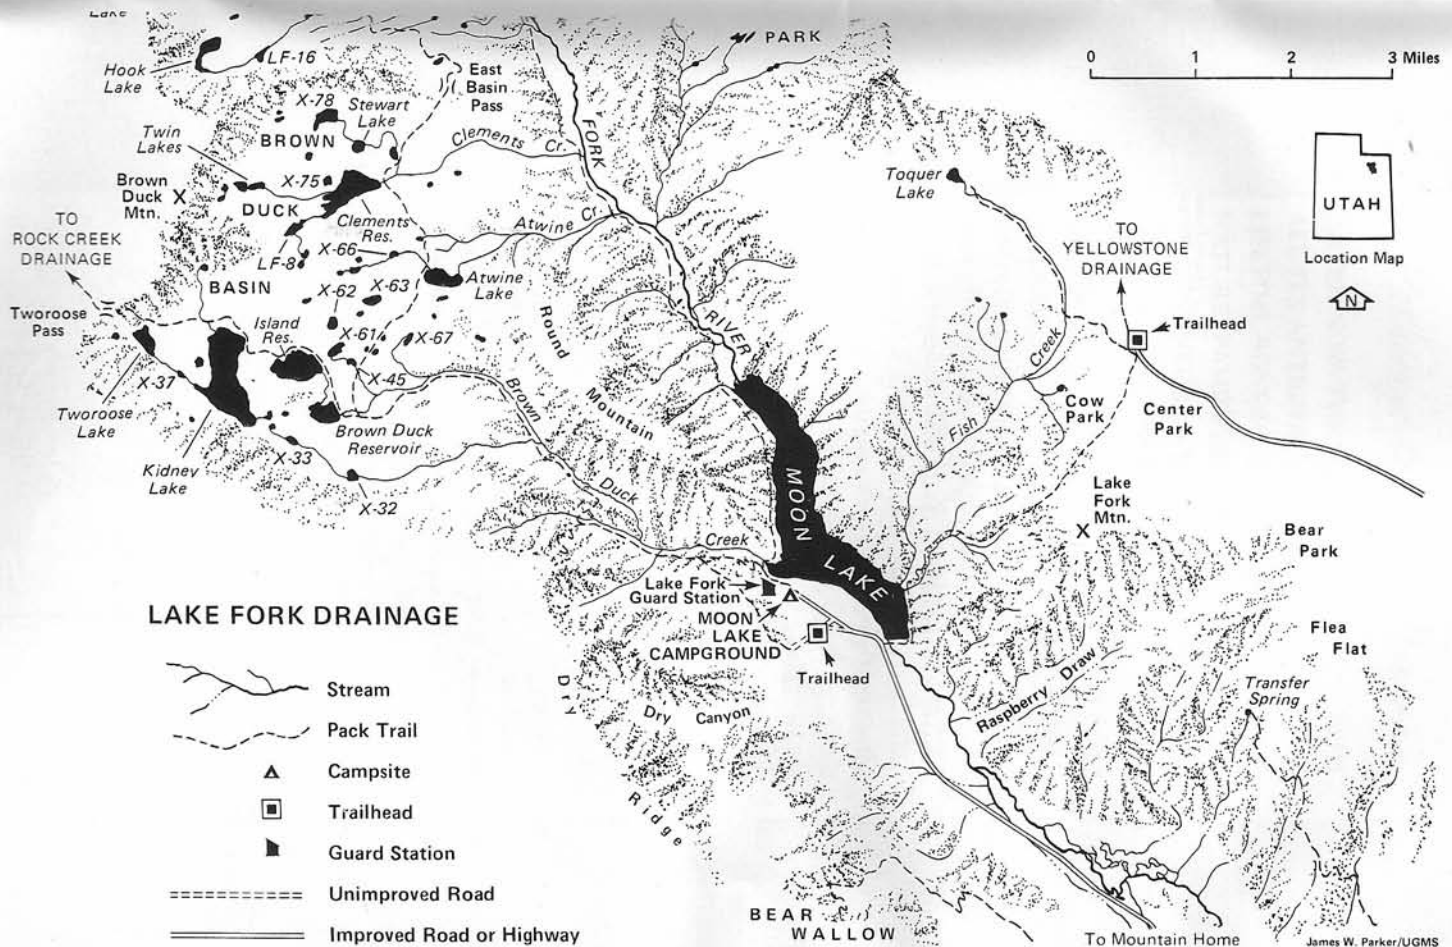 Lake
PARK
0 1 2 3 Miles
Hook
Lake
LF-16
East
Basin
Pass
X-78
Stewart
Lake
BROWN
Twin
Lakes
Clements Cr.
FORK
Brown
Duck
Mtn.
X-75
DUCK
Clements
Res.
Atwine Cr.
Toquer
Lake
UTAH
Location Map
N
TO
ROCK CREEK
DRAINAGE
X-66
LF-8
BASIN
X-62
X-63
Atwine
Lake
TO
YELLOWSTONE
DRAINAGE
Tworoose
Pass
Island
Res.
X-61
X-67
Round
Mountain
RIVER
Trailhead
X-37
X-45
Tworoose
Lake
Brown Duck
Reservoir
Kidney
Lake
X-33
X-32
Brown
Duck
Creek
MOON
LAKE
Fish
Creek
Cow
Park
Center
Park
Lake
Fork
Mtn.
Bear
Park
Lake Fork
Guard Station
MOON
LAKE
CAMPGROUND
Trailhead
Flea
Flat
Raspberry Draw
Transfer
Spring
Dry
Ridge
Dry Canyon
LAKE FORK DRAINAGE
Stream
Pack Trail
Campsite
Trailhead
Guard Station
Unimproved Road
Improved Road or Highway
BEAR
WALLOW
To Mountain Home
James W. Parker/UGMS